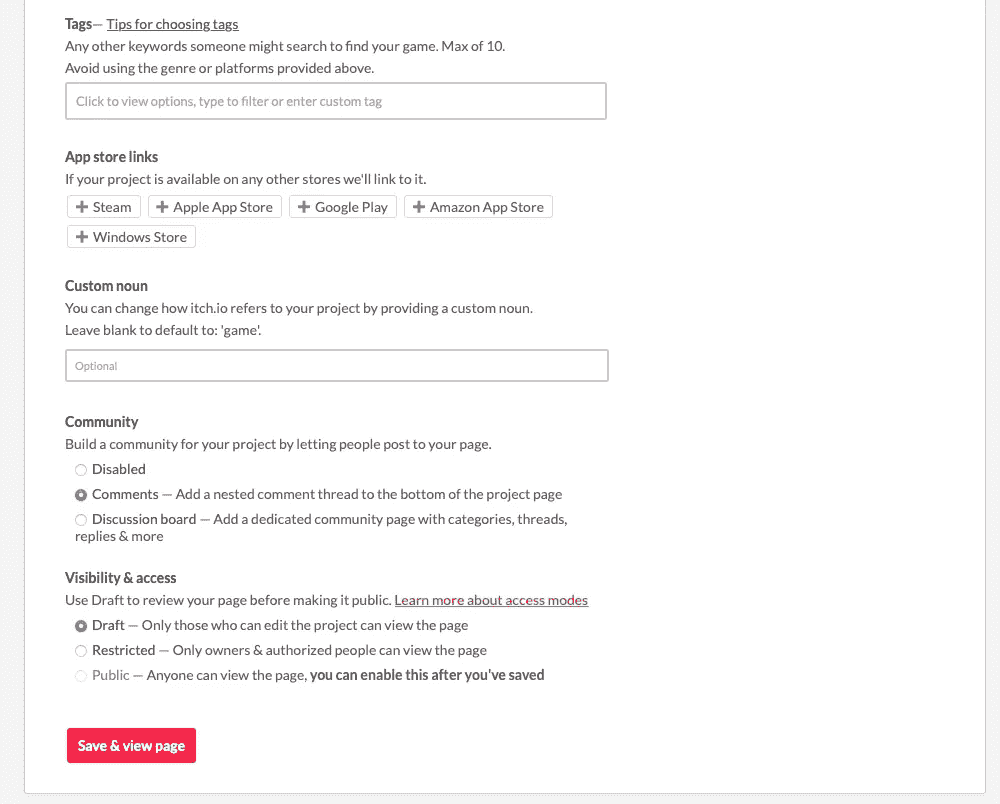 Tags— Tips for choosing tags
Any other keywords someone might search to find your game. Max of 10.
Avoid using the genre or platforms provided above.
Click to view options, type to filter or enter custom tag
App store links
If your project is available on any other stores we'll link to it.
Steam Apple App Store Google Play Amazon App Store
Windows Store
Custom noun
You can change how itch.io refers to your project by providing a custom noun.
Leave blank to default to: 'game'.
Optional
Community
Build a community for your project by letting people post to your page.
Disabled
Comments — Add a nested comment thread to the bottom of the project page
Discussion board — Add a dedicated community page with categories, threads,
replies & more
Visibility & access
Use Draft to review your page before making it public. Learn more about access modes
Draft — Only those who can edit the project can view the page
Restricted — Only owners & authorized people can view the page
Public — Anyone can view the page, you can enable this after you've saved
Save & view page